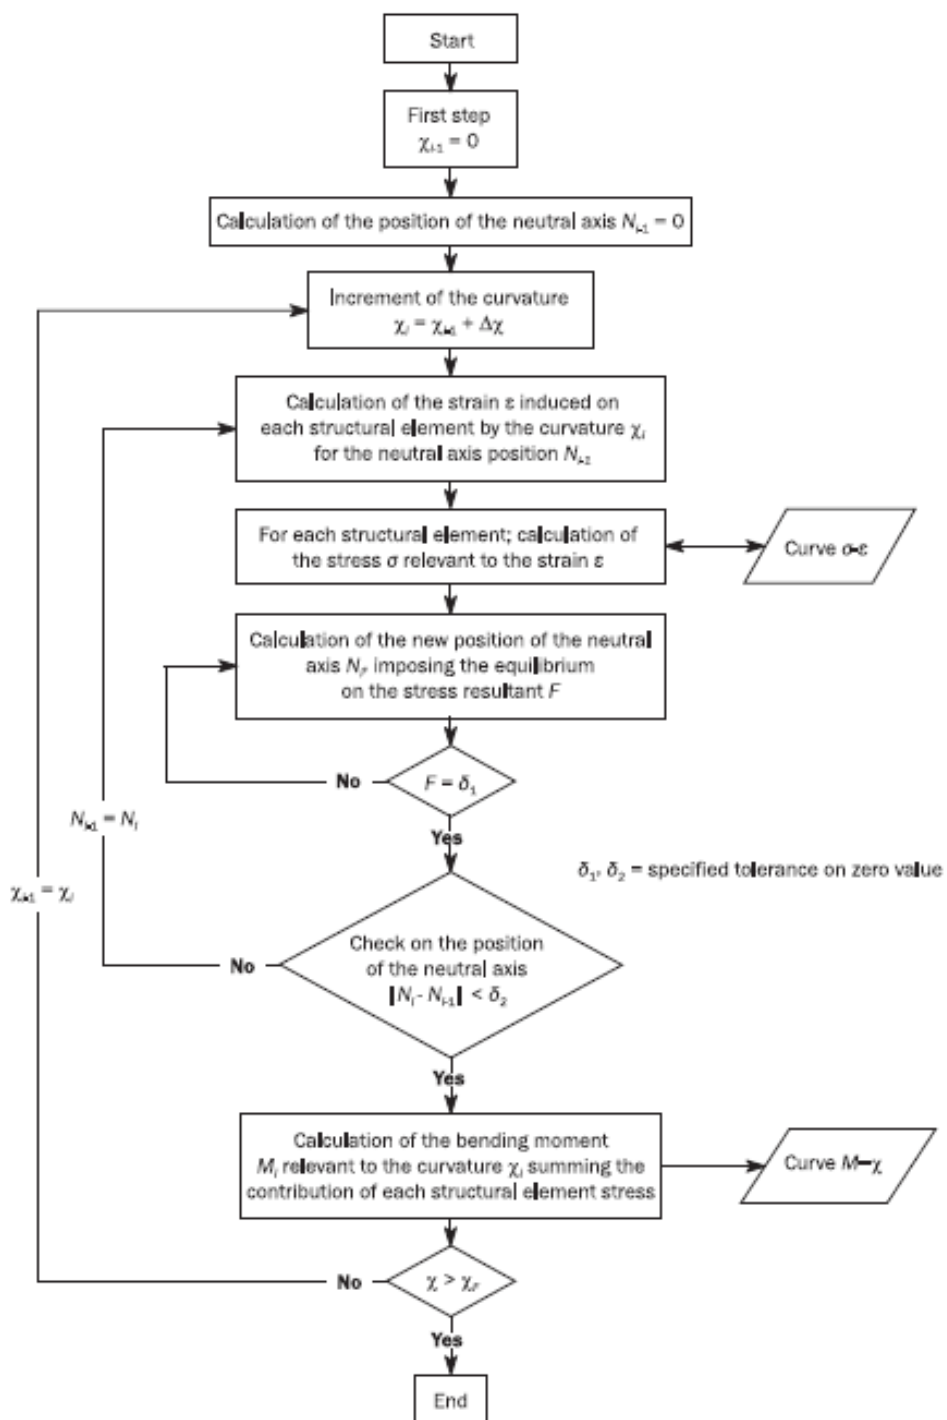 Start
First step
χᵢ₋₁ = 0
Calculation of the position of the neutral axis Nᵢ₋₁ = 0
Increment of the curvature
χᵢ = χᵢ₋₁ + Δχ
Calculation of the strain ε induced on
each structural element by the curvature χᵢ
for the neutral axis position Nᵢ₋₁
For each structural element; calculation of
the stress σ relevant to the strain ε
Curve σ-ε
Calculation of the new position of the neutral
axis Nᵢ, imposing the equilibrium
on the stress resultant F
No
F = δ₁
Nᵢ₋₁ = Nᵢ
Yes
δ₁, δ₂ = specified tolerance on zero value
χᵢ₋₁ = χᵢ
Check on the position
of the neutral axis
|Nᵢ - Nᵢ₋₁| < δ₂
No
Yes
Calculation of the bending moment
Mᵢ relevant to the curvature χᵢ summing the
contribution of each structural element stress
Curve M–χ
No
χ > χF
Yes
End